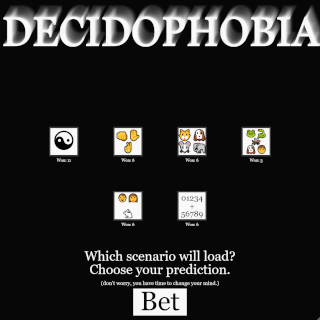 DECIDOPHOBIA
Won: 11
Won: 6
Won: 6
Won: 3
01234
+
56789
Won: 6
Won: 6
Which scenario will load?
Choose your prediction.
(don't worry, you have time to change your mind.)
Bet